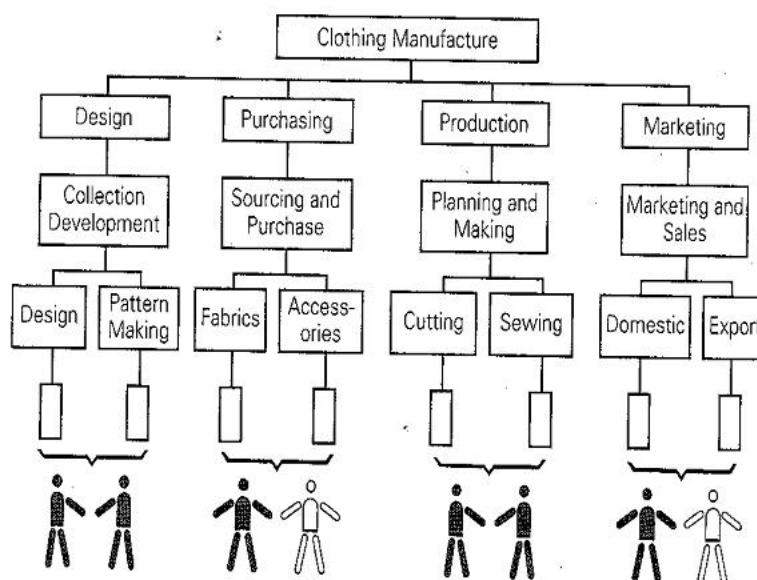 Clothing Manufacture
Design
Purchasing
Production
Marketing
Collection
Development
Sourcing and
Purchase
Planning and
Making
Marketing and
Sales
Design
Pattern
Making
Fabrics
Access-
ories
Cutting
Sewing
Domestic
Export